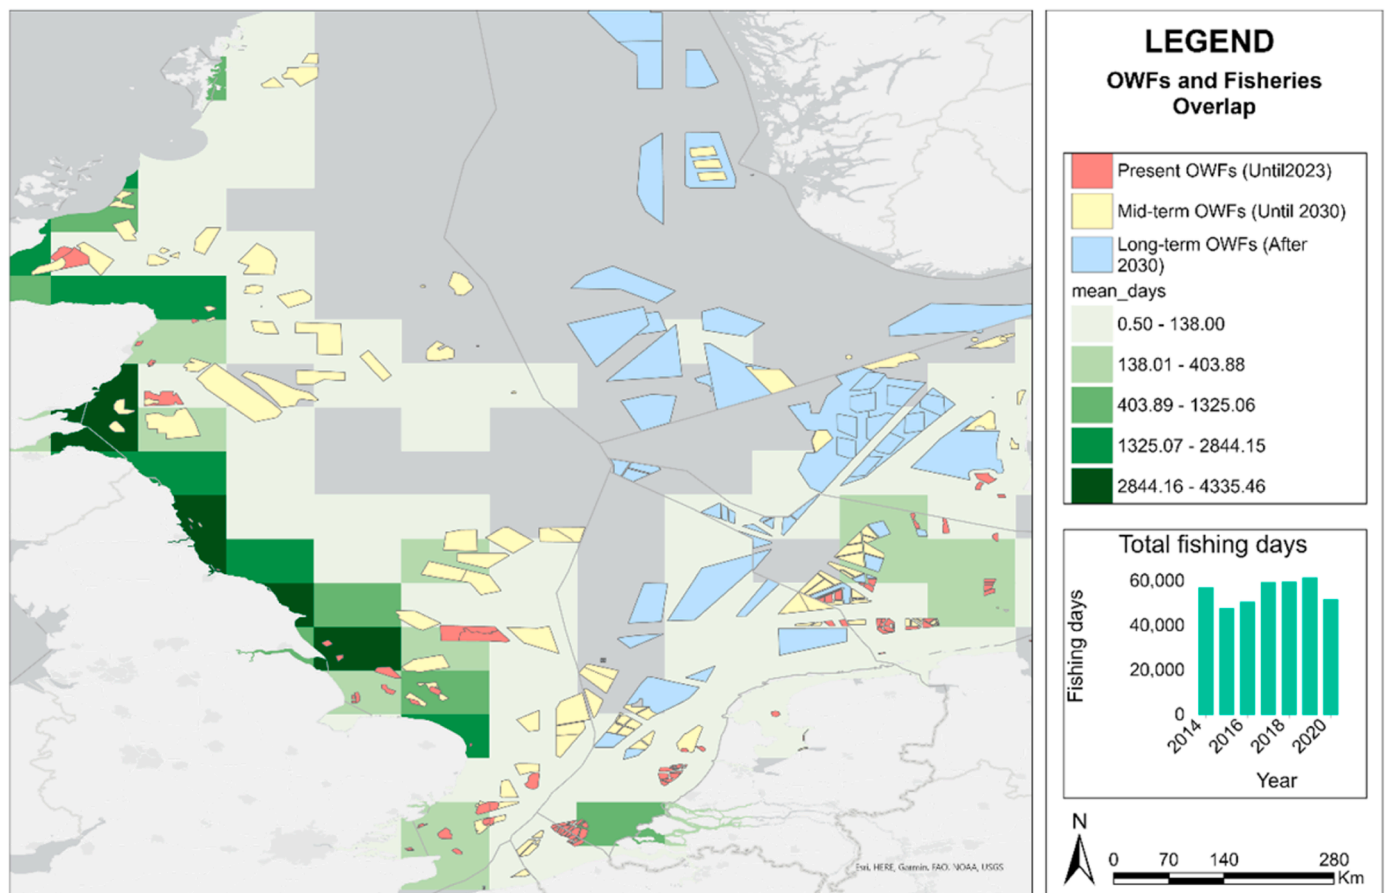 LEGEND
OWFs and Fisheries
Overlap
Present OWFs (Until2023)
Mid-term OWFs (Until 2030)
Long-term OWFs (After
2030)
mean_days
0.50 - 138.00
138.01 - 403.88
403.89 - 1325.06
1325.07 - 2844.15
2844.16 - 4335.46
Total fishing days
Fishing days
60,000
40,000
20,000
0
2014
2016
2018
2020
Year
N
0 70 140 280
Km
Esri, HERE, Garmin, FAO, NOAA, USGS